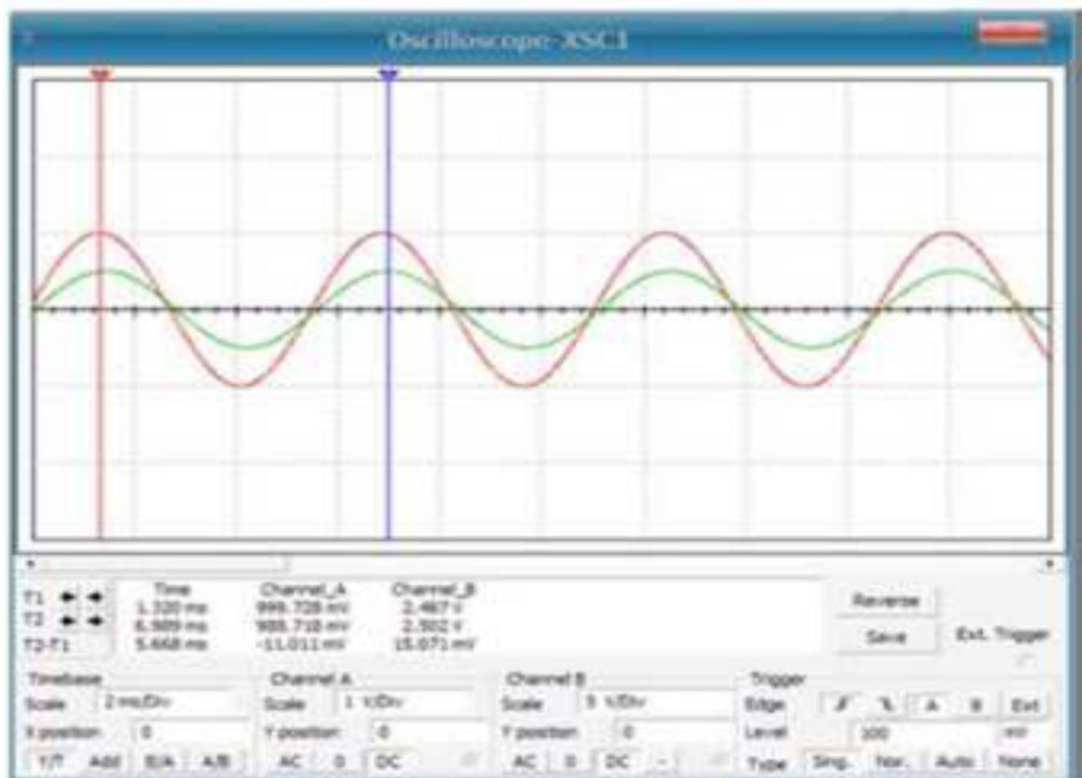 Oscilloscope-XSC1
Time Channel_A Channel_B
T1 1.320 ms 999.728 mV 2.487 V
T2 6.989 ms 988.718 mV 2.502 V
T2-T1 5.668 ms -11.011 mV 15.071 mV
Reverse
Save
Ext. Trigger
Timebase
Scale 2 ms/Div
X position 0
Y/T Add B/A A/B
Channel A
Scale 1 V/Div
Y position 0
AC 0 DC
Channel B
Scale 5 V/Div
Y position 0
AC 0 DC -
Trigger
Edge A B Ext
Level 300 mV
Type Sing. Nor. Auto None